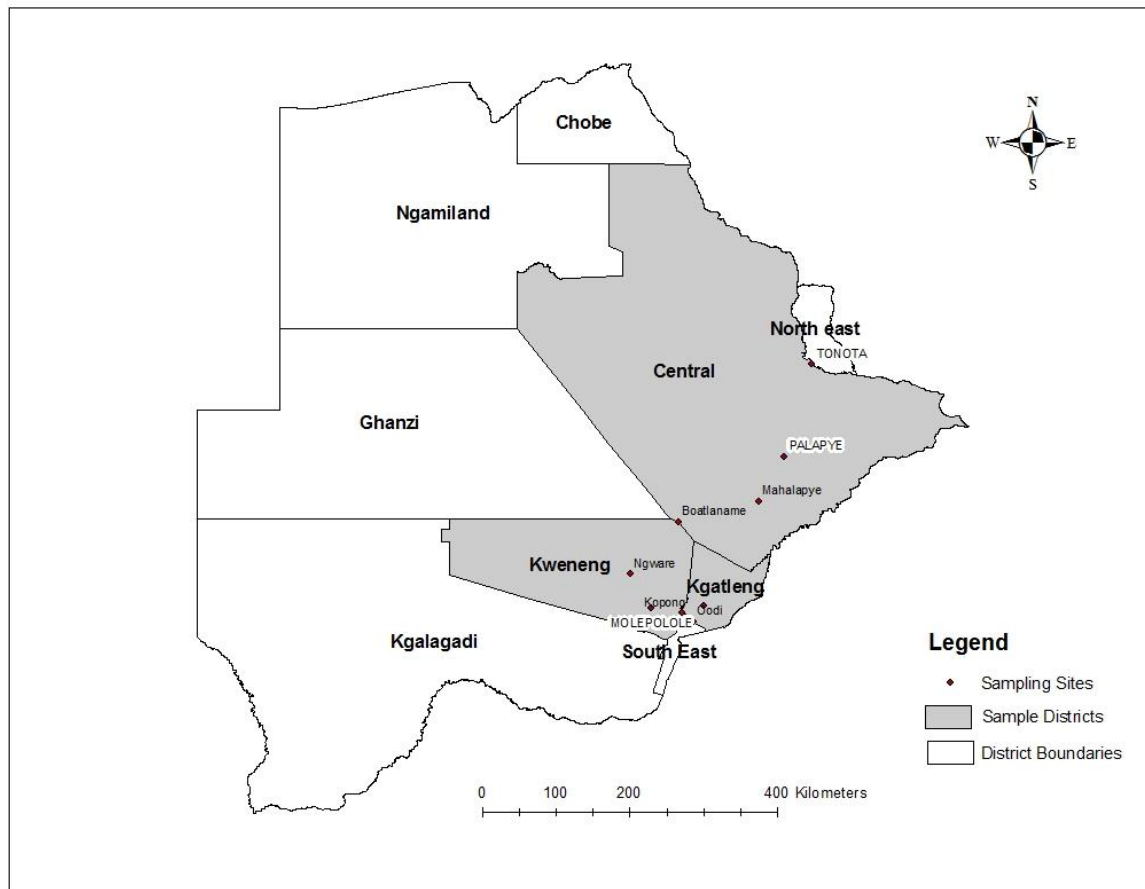 Chobe
N
W
E
S
Ngamiland
North east
TONOTA
Central
Ghanzi
PALAPYE
Mahalapye
Boatlaname
Kweneng
Ngware
Kgatleng
Kopong
Oodi
MOLEPOLOLE
Kgalagadi
South East
Legend
Sampling Sites
Sample Districts
District Boundaries
0 100 200 400 Kilometers